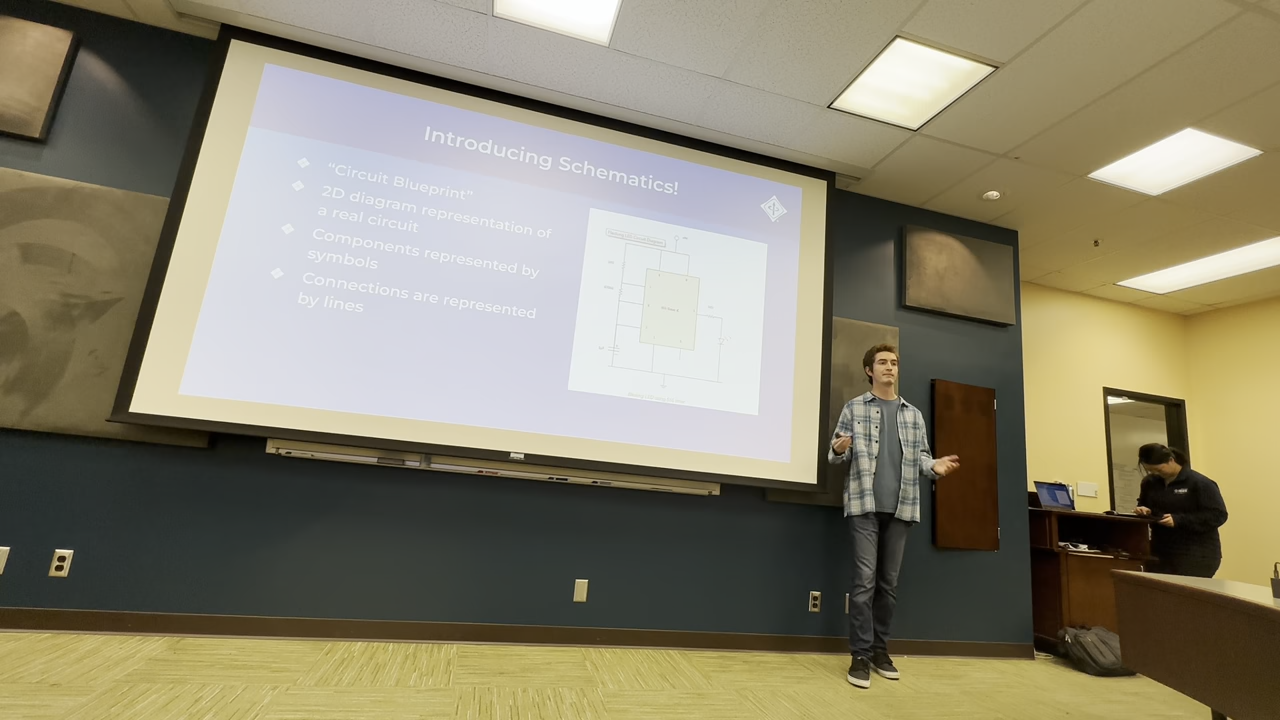 Introducing Schematics!
“Circuit Blueprint”
2D diagram representation of
a real circuit
Components represented by
symbols
Connections are represented
by lines